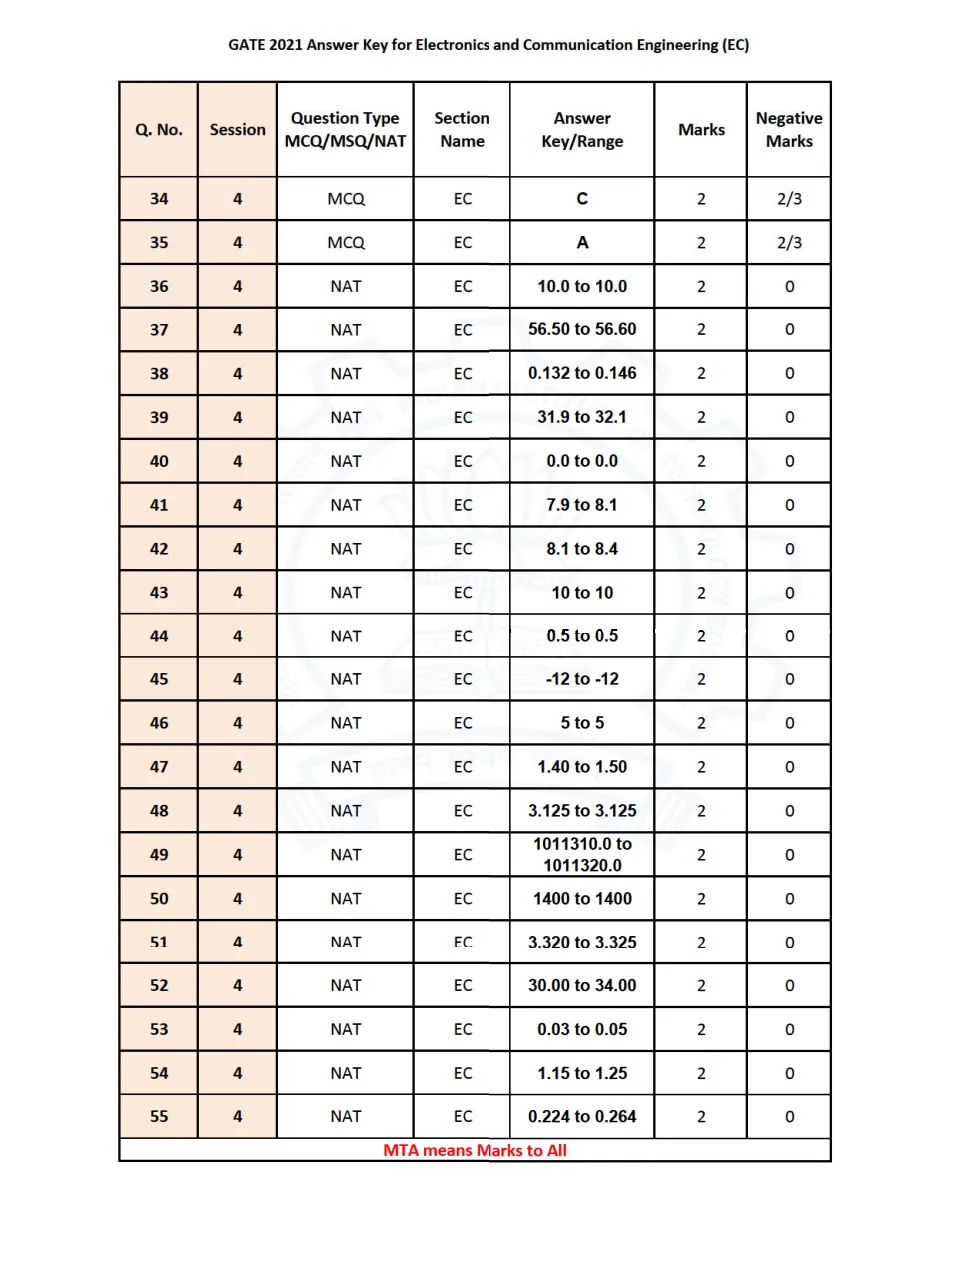 GATE 2021 Answer Key for Electronics and Communication Engineering (EC)
Q. No. Session Question Type MCQ/MSQ/NAT Section Name Answer Key/Range Marks Negative Marks
34 4 MCQ EC C 2 2/3
35 4 MCQ EC A 2 2/3
36 4 NAT EC 10.0 to 10.0 2 0
37 4 NAT EC 56.50 to 56.60 2 0
38 4 NAT EC 0.132 to 0.146 2 0
39 4 NAT EC 31.9 to 32.1 2 0
40 4 NAT EC 0.0 to 0.0 2 0
41 4 NAT EC 7.9 to 8.1 2 0
42 4 NAT EC 8.1 to 8.4 2 0
43 4 NAT EC 10 to 10 2 0
44 4 NAT EC 0.5 to 0.5 2 0
45 4 NAT EC -12 to -12 2 0
46 4 NAT EC 5 to 5 2 0
47 4 NAT EC 1.40 to 1.50 2 0
48 4 NAT EC 3.125 to 3.125 2 0
49 4 NAT EC 1011310.0 to 1011320.0 2 0
50 4 NAT EC 1400 to 1400 2 0
51 4 NAT EC 3.320 to 3.325 2 0
52 4 NAT EC 30.00 to 34.00 2 0
53 4 NAT EC 0.03 to 0.05 2 0
54 4 NAT EC 1.15 to 1.25 2 0
55 4 NAT EC 0.224 to 0.264 2 0
MTA means Marks to All